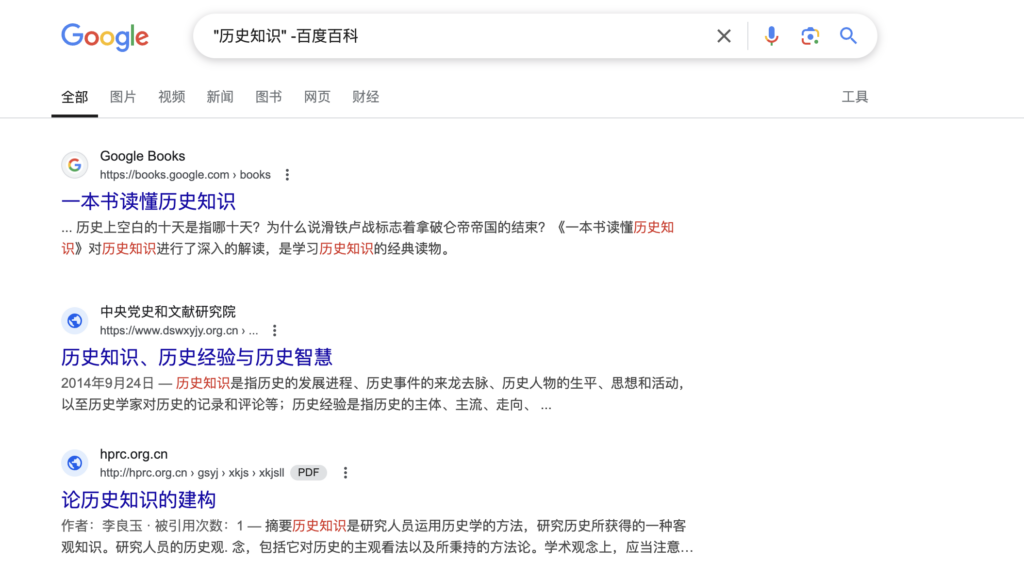 Google
"历史知识" -百度百科
全部 图片 视频 新闻 图书 网页 财经 工具
Google Books
https://books.google.com › books
一本书读懂历史知识
... 历史上空白的十天是指哪十天？为什么说滑铁卢战标志着拿破仑帝帝国的结束？《一本书读懂历史知
识》对历史知识进行了深入的解读，是学习历史知识的经典读物。
中央党史和文献研究院
https://www.dswxyjy.org.cn › ...
历史知识、历史经验与历史智慧
2014年9月24日 — 历史知识是指历史的发展进程、历史事件的来龙去脉、历史人物的生平、思想和活动，
以至历史学家对历史的记录和评论等；历史经验是指历史的主体、主流、走向、 ...
hprc.org.cn
http://hprc.org.cn › gsyj › xkjs › xkjsll PDF
论历史知识的建构
作者：李良玉 · 被引用次数：1 — 摘要历史知识是研究人员运用历史学的方法，研究历史所获得的一种客
观知识。研究人员的历史观. 念，包括它对历史的主观看法以及所秉持的方法论。学术观念上，应当注意...